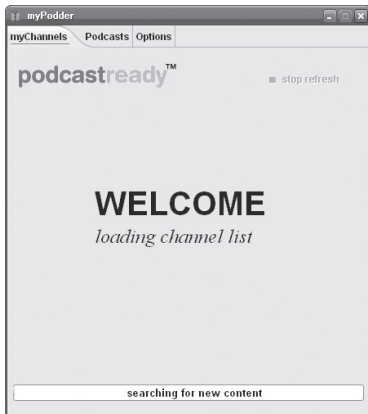 myPodder
myChannels Podcasts Options
podcastready™
stop refresh
WELCOME
loading channel list
searching for new content